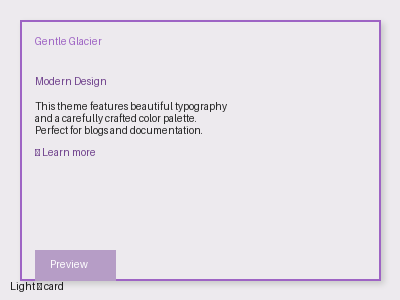 Gentle Glacier
Modern Design
This theme features beautiful typography
and a carefully crafted color palette.
Perfect for blogs and documentation.
Learn more
Preview
Light card